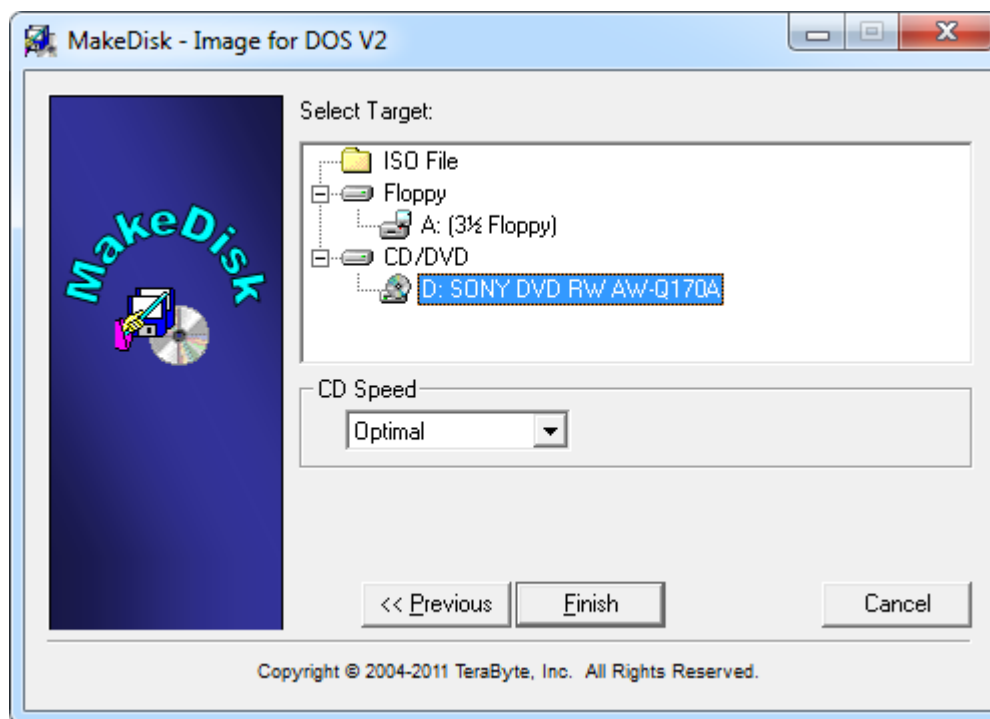 MakeDisk - Image for DOS V2
MakeDisk
Select Target:
ISO File
Floppy
A: (3½ Floppy)
CD/DVD
D: SONY DVD RW AW-Q170A
CD Speed
Optimal
<< Previous
Finish
Cancel
Copyright © 2004-2011 TeraByte, Inc.  All Rights Reserved.